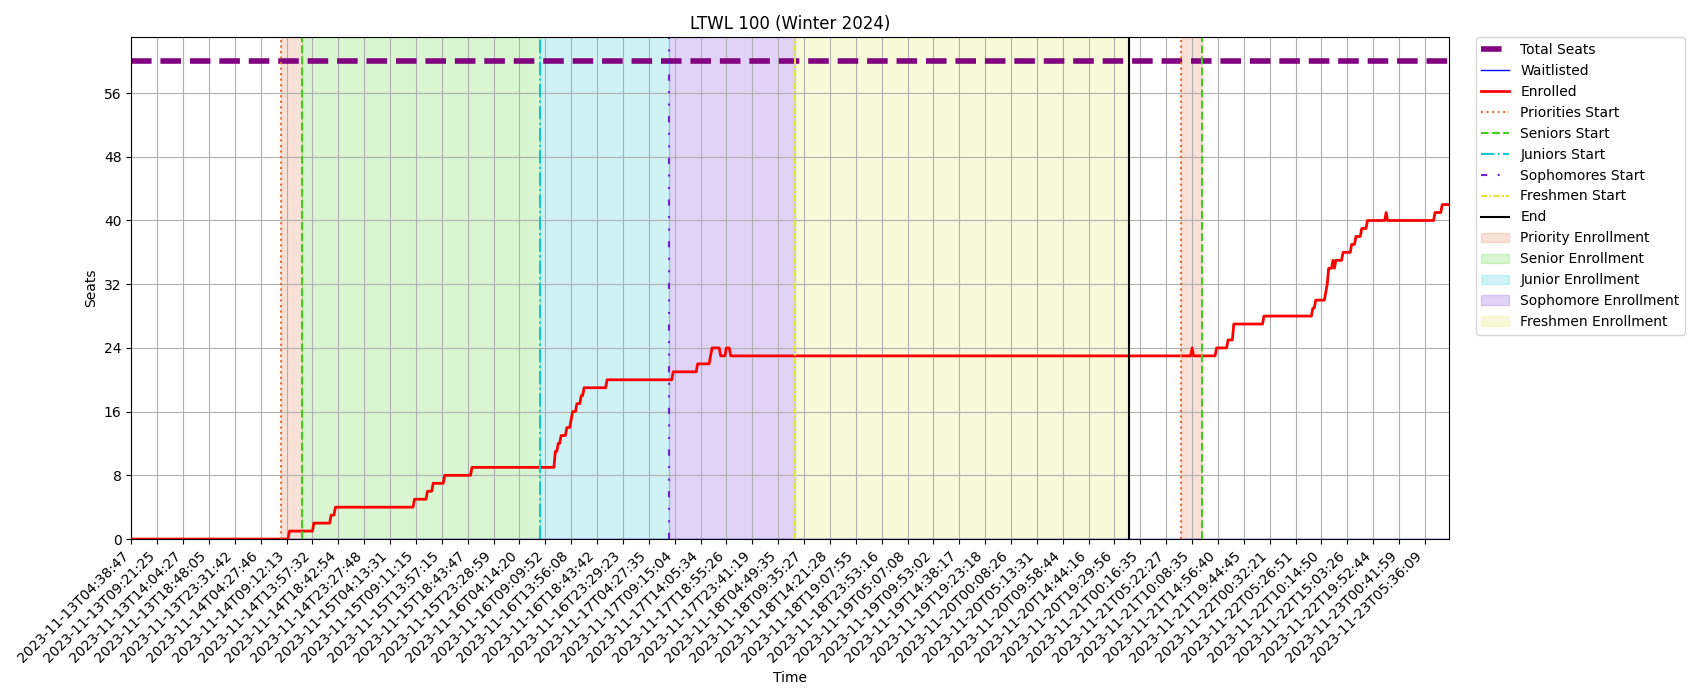 LTWL 100 (Winter 2024)
Seats
56
48
40
32
24
16
8
0
2023-11-13T04:38:47
2023-11-13T09:21:25
2023-11-13T14:04:27
2023-11-13T18:48:05
2023-11-13T23:31:42
2023-11-14T04:27:46
2023-11-14T09:12:13
2023-11-14T13:57:32
2023-11-14T18:42:54
2023-11-14T23:27:48
2023-11-15T04:13:31
2023-11-15T09:11:15
2023-11-15T13:57:15
2023-11-15T18:43:47
2023-11-15T23:28:59
2023-11-16T04:14:20
2023-11-16T09:09:52
2023-11-16T13:56:08
2023-11-16T18:43:42
2023-11-16T23:29:23
2023-11-17T04:27:35
2023-11-17T09:15:04
2023-11-17T14:05:34
2023-11-17T18:55:26
2023-11-17T23:41:19
2023-11-18T04:49:35
2023-11-18T09:35:27
2023-11-18T14:21:28
2023-11-18T19:07:55
2023-11-18T23:53:16
2023-11-19T05:07:08
2023-11-19T09:53:02
2023-11-19T14:38:17
2023-11-19T19:23:18
2023-11-20T00:08:26
2023-11-20T05:13:31
2023-11-20T09:58:44
2023-11-20T14:44:16
2023-11-20T19:29:56
2023-11-21T00:16:35
2023-11-21T05:22:27
2023-11-21T10:08:35
2023-11-21T14:56:40
2023-11-21T19:44:45
2023-11-22T00:32:21
2023-11-22T05:26:51
2023-11-22T10:14:50
2023-11-22T15:03:26
2023-11-22T19:52:44
2023-11-23T00:41:59
2023-11-23T05:36:09
Time
Total Seats
Waitlisted
Enrolled
Priorities Start
Seniors Start
Juniors Start
Sophomores Start
Freshmen Start
End
Priority Enrollment
Senior Enrollment
Junior Enrollment
Sophomore Enrollment
Freshmen Enrollment